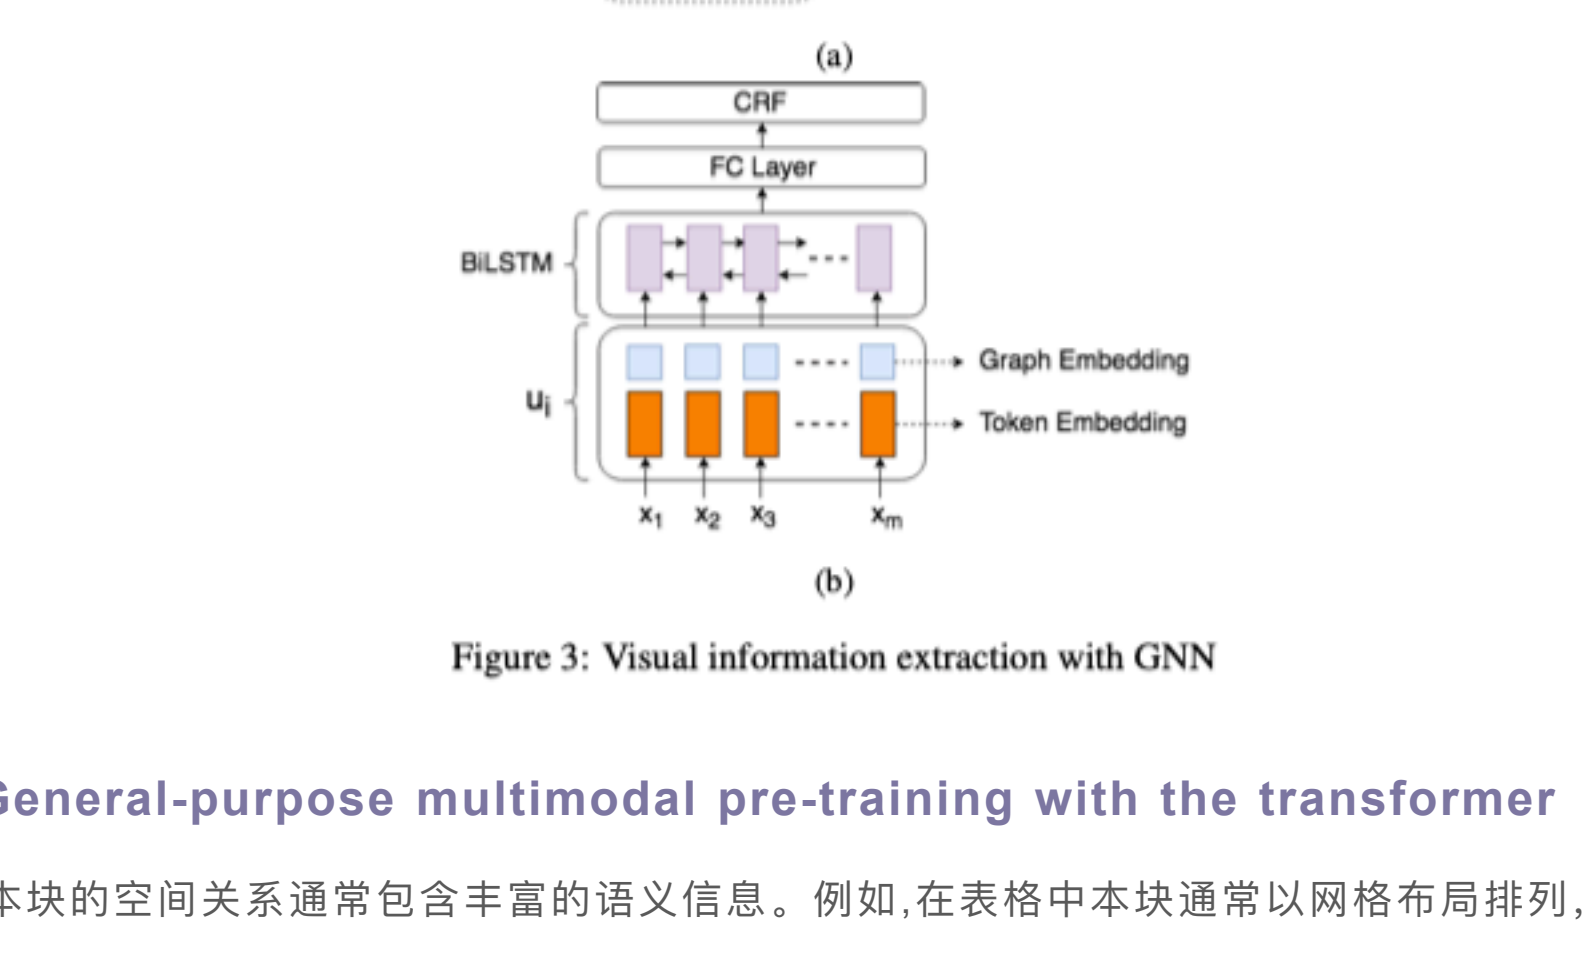 (a)
CRF
FC Layer
BiLSTM
Graph Embedding
uᵢ
Token Embedding
x₁ x₂ x₃ xₘ
(b)
Figure 3: Visual information extraction with GNN
General-purpose multimodal pre-training with the transformer
本块的空间关系通常包含丰富的语义信息。例如,在表格中本块通常以网格布局排列,